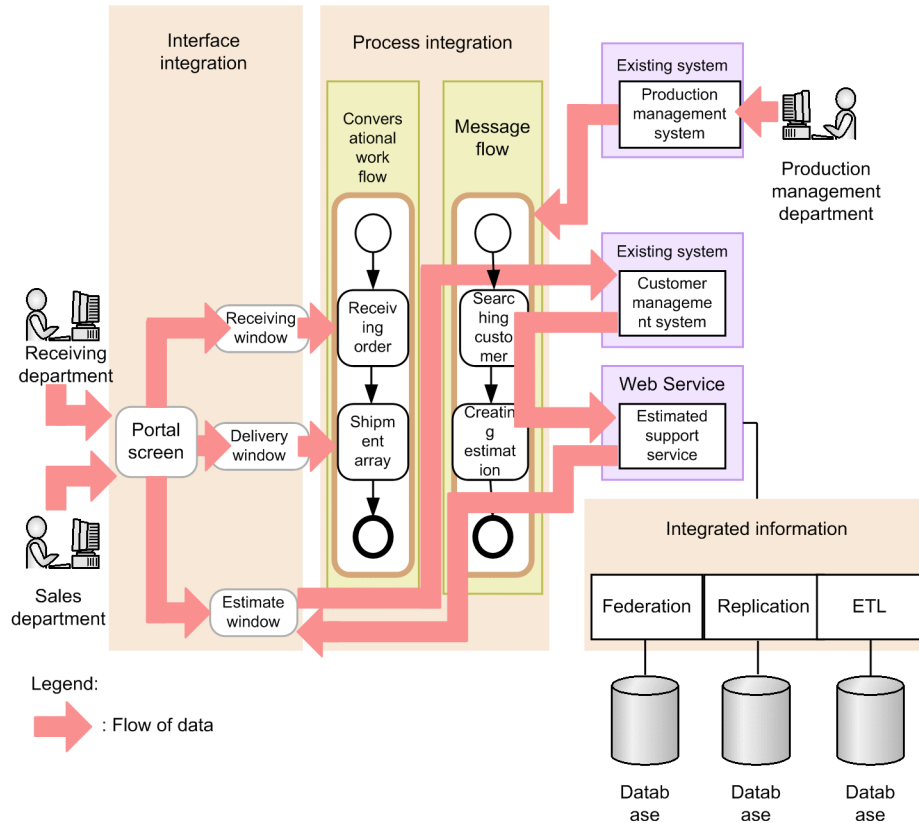 Interface
integration
Process integration
Convers
ational
work
flow
Message
flow
Existing system
Production
management
system
Production
management
department
Existing system
Customer
manageme
nt system
Receiving
department
Receiving
window
Receiv
ing
order
Sear
ching
custo
mer
Web Service
Estimated
support
service
Portal
screen
Delivery
window
Shipm
ent
array
Creatin
g
estimat
ion
Sales
department
Estimate
window
Integrated information
Federation
Replication
ETL
Legend:
: Flow of data
Datab
ase
Datab
ase
Datab
ase